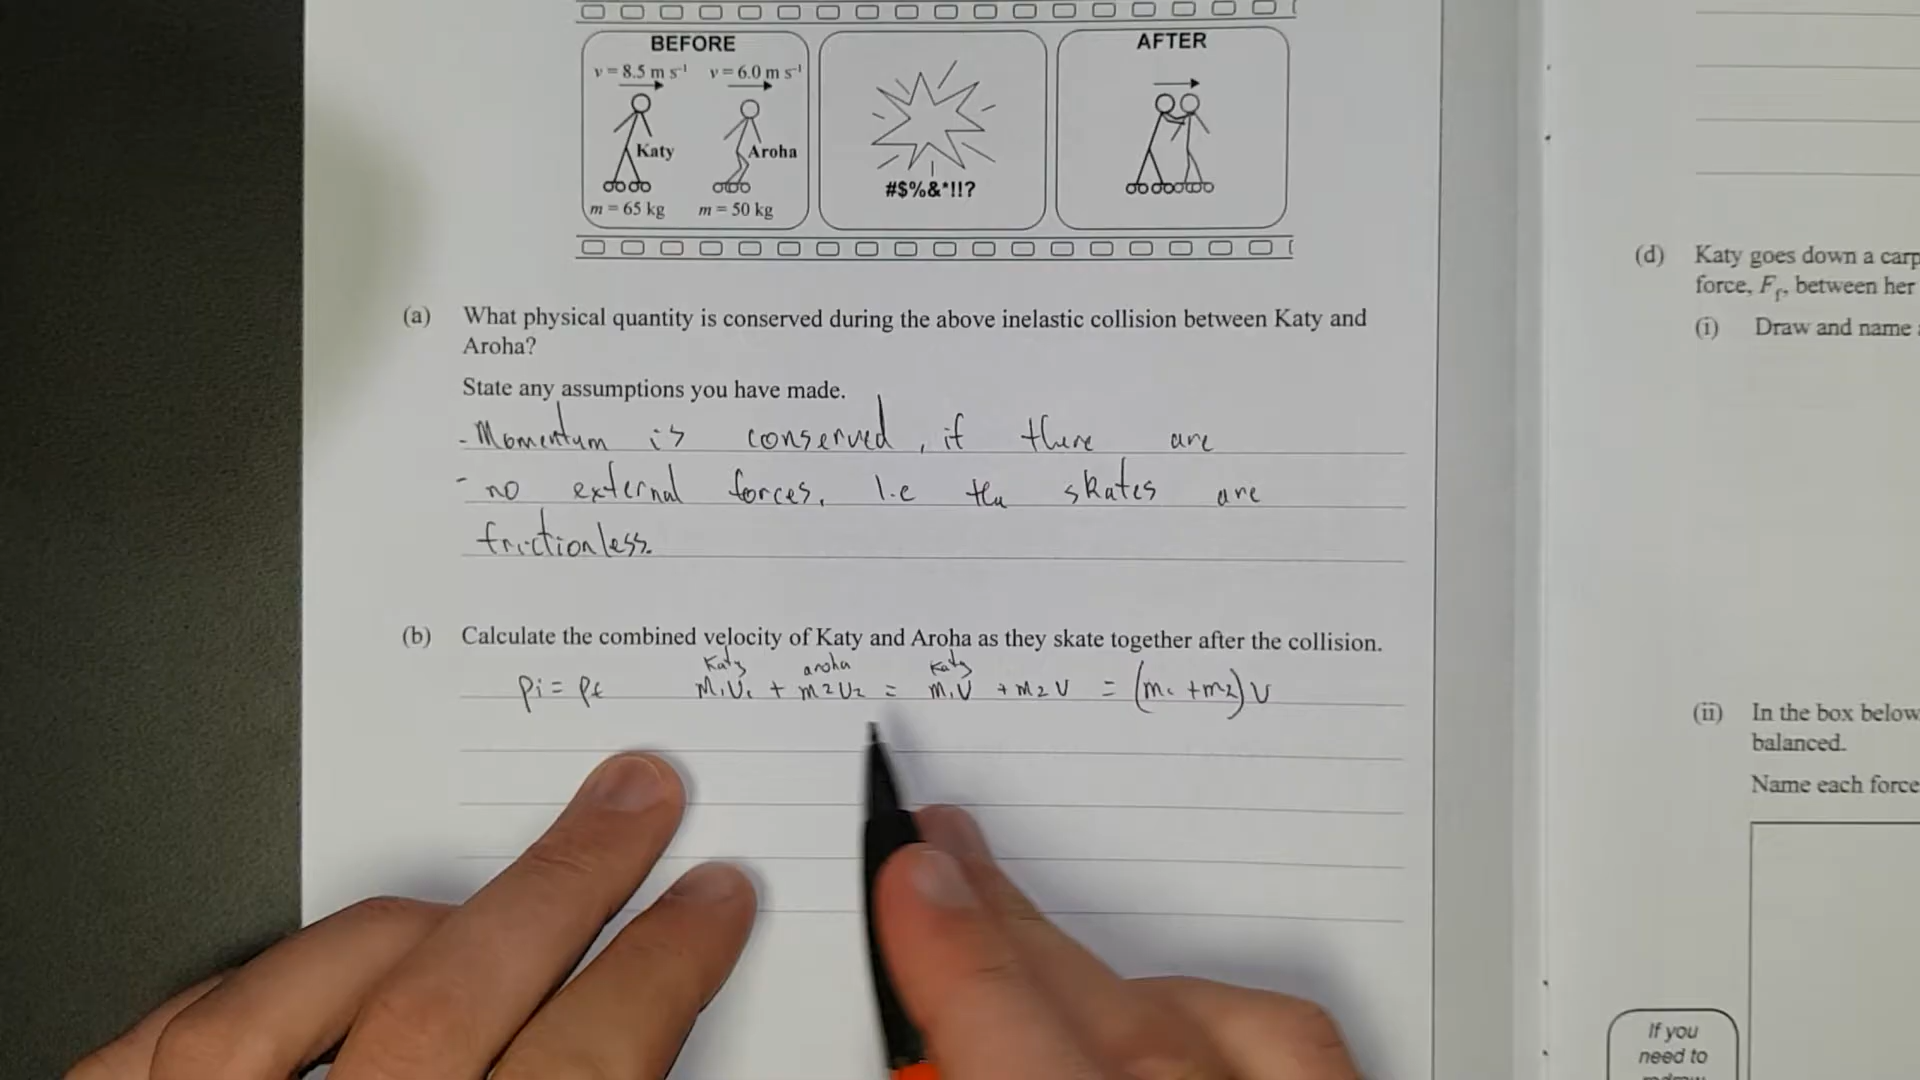 BEFORE
AFTER
v = 8.5 m s⁻¹ v = 6.0 m s⁻¹
Katy
Aroha
m = 65 kg m = 50 kg
#$%&*!!?
(a) What physical quantity is conserved during the above inelastic collision between Katy and
Aroha?
State any assumptions you have made.
- Momentum is conserved, if there are
- no external forces, I.e the skates are
frictionless.
(b) Calculate the combined velocity of Katy and Aroha as they skate together after the collision.
Katy aroha Katy
pi = pf m₁v₁ + m2v₂ = m₁v + m₂v = (m₁ + m₂)v
(d) Katy goes down a carp
force, Ff, between her
(i) Draw and name
(ii) In the box below
balanced.
Name each force
If you
need to